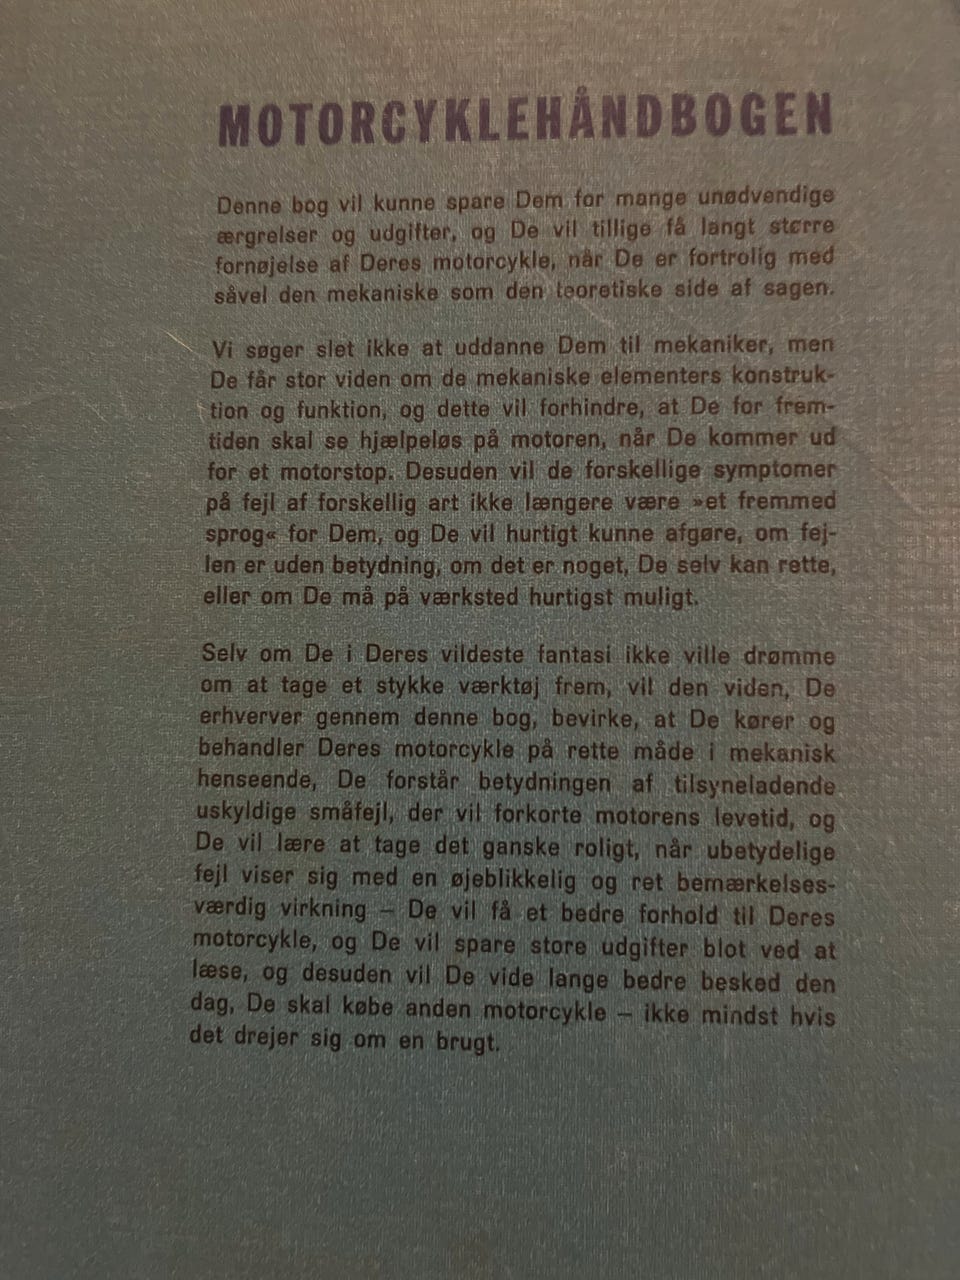 MOTORCYKLEHÅNDBOGEN
Denne bog vil kunne spare Dem for mange unødvendige
ærgrelser og udgifter, og De vil tillige få langt større
fornøjelse af Deres motorcykle, når De er fortrolig med
såvel den mekaniske som den teoretiske side af sagen.
Vi søger slet ikke at uddanne Dem til mekaniker, men
De får stor viden om de mekaniske elementers konstruk-
tion og funktion, og dette vil forhindre, at De for frem-
tiden skal se hjælpeløs på motoren, når De kommer ud
for et motorstop. Desuden vil de forskellige symptomer
på fejl af forskellig art ikke længere være »et fremmed
sprog« for Dem, og De vil hurtigt kunne afgøre, om fej-
len er uden betydning, om det er noget, De selv kan rette,
eller om De må på værksted hurtigst muligt.
Selv om De i Deres vildeste fantasi ikke ville drømme
om at tage et stykke værktøj frem, vil den viden, De
erhverver gennem denne bog, bevirke, at De kører og
behandler Deres motorcykle på rette måde i mekanisk
henseende, De forstår betydningen af tilsyneladende
uskyldige småfejl, der vil forkorte motorens levetid, og
De vil lære at tage det ganske roligt, når ubetydelige
fejl viser sig med en øjeblikkelig og ret bemærkelses-
værdig virkning – De vil få et bedre forhold til Deres
motorcykle, og De vil spare store udgifter blot ved at
læse, og desuden vil De vide lange bedre besked den
dag, De skal købe anden motorcykle – ikke mindst hvis
det drejer sig om en brugt.